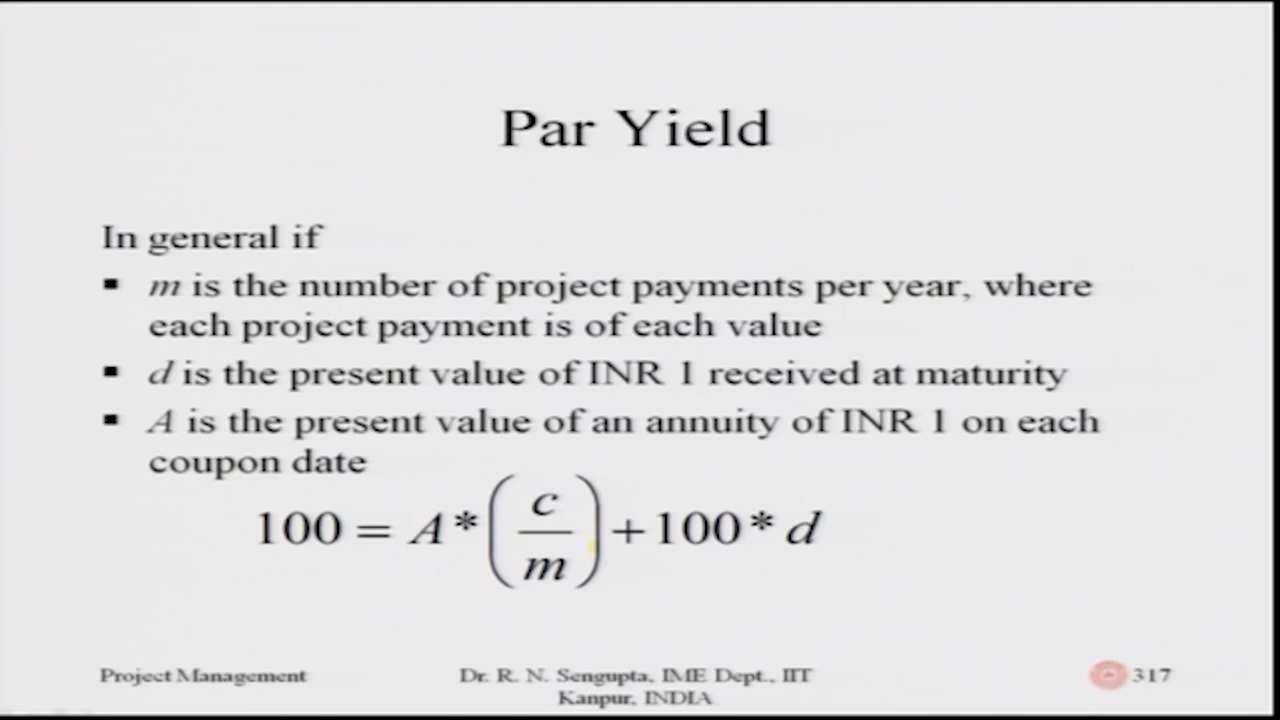 Par Yield
In general if
▪ m is the number of project payments per year, where
each project payment is of each value
▪ d is the present value of INR 1 received at maturity
▪ A is the present value of an annuity of INR 1 on each
coupon date
100 = A*(c/m)+100*d
Project Management
Dr. R. N. Sengupta, IME Dept., IIT
Kanpur, INDIA
317